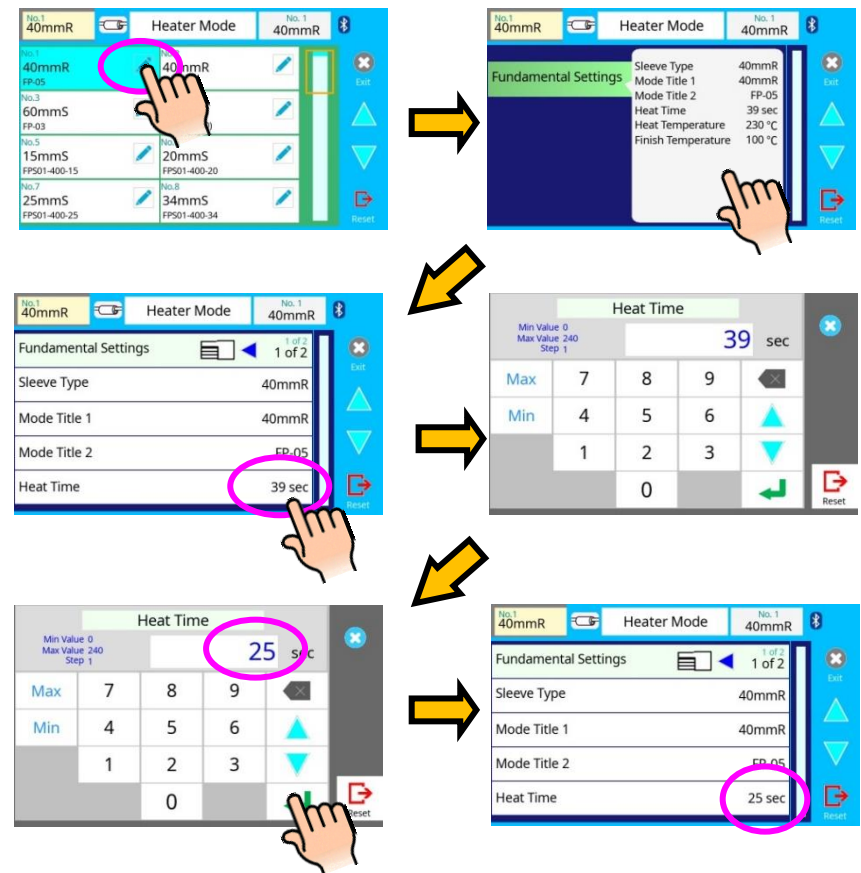 No.1
40mmR
Heater Mode
No. 1
40mmR
No.1
40mmR
FP-05
40mmR
No.3
60mmS
FP-03
No.5
15mmS
FPS01-400-15
20mmS
FPS01-400-20
No.7
25mmS
FPS01-400-25
No.8
34mmS
FPS01-400-34
Exit
Reset
No.1
40mmR
Heater Mode
No. 1
40mmR
Fundamental Settings
Sleeve Type 40mmR
Mode Title 1 40mmR
Mode Title 2 FP-05
Heat Time 39 sec
Heat Temperature 230 °C
Finish Temperature 100 °C
Exit
Reset
No.1
40mmR
Heater Mode
No. 1
40mmR
Fundamental Settings
1 of 2
1 of 2
Sleeve Type 40mmR
Mode Title 1 40mmR
Mode Title 2 FP-05
Heat Time 39 sec
Exit
Reset
Heat Time
Min Value 0
Max Value 240
Step 1
39 sec
Max 7 8 9
Min 4 5 6
1 2 3
0
Reset
Heat Time
Min Value 0
Max Value 240
Step 1
25 sec
Max 7 8 9
Min 4 5 6
1 2 3
0
Reset
No.1
40mmR
Heater Mode
No. 1
40mmR
Fundamental Settings
1 of 2
1 of 2
Sleeve Type 40mmR
Mode Title 1 40mmR
Mode Title 2 FP-05
Heat Time 25 sec
Exit
Reset